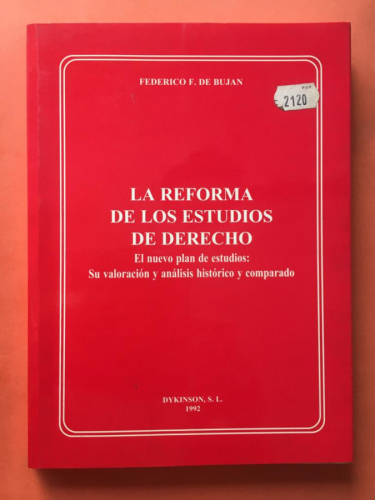 FEDERICO F. DE BUJAN
2120
LA REFORMA
DE LOS ESTUDIOS
DE DERECHO
El nuevo plan de estudios:
Su valoración y análisis histórico y comparado
DYKINSON, S. L.
1992